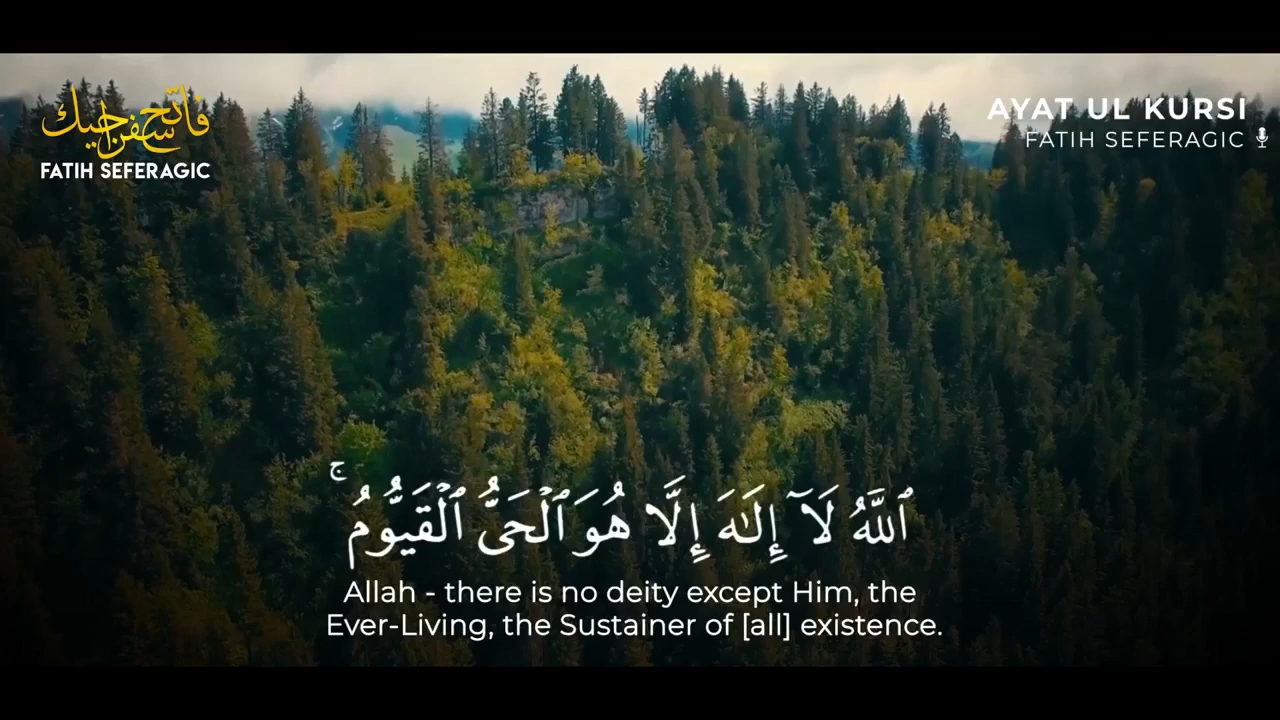 فاتح سفراجيك
FATIH SEFERAGIC
AYAT UL KURSI
FATIH SEFERAGIC
ٱللَّهُ لَآ إِلَـٰهَ إِلَّا هُوَ ٱلْحَىُّ ٱلْقَيُّومُ ۚ
Allah - there is no deity except Him, the
Ever-Living, the Sustainer of [all] existence.